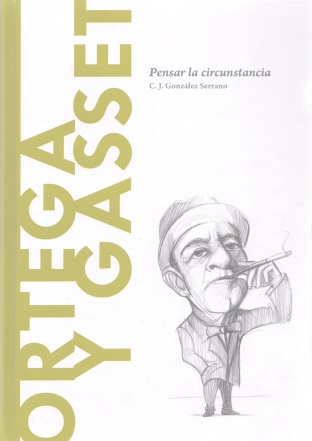 ORTEGA
Y GASSET
Pensar la circunstancia
C. J. González Serrano